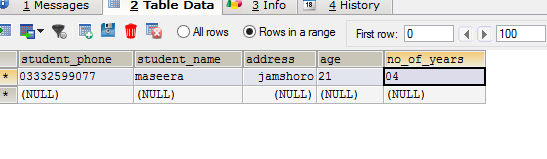 1 Messages 2 Table Data 3 Info 4 History
All rows Rows in a range First row: 0 100
student_phone student_name address age no_of_years
* 03332599077 maseera jamshoro 21 04
* (NULL) (NULL) (NULL) (NULL) (NULL)